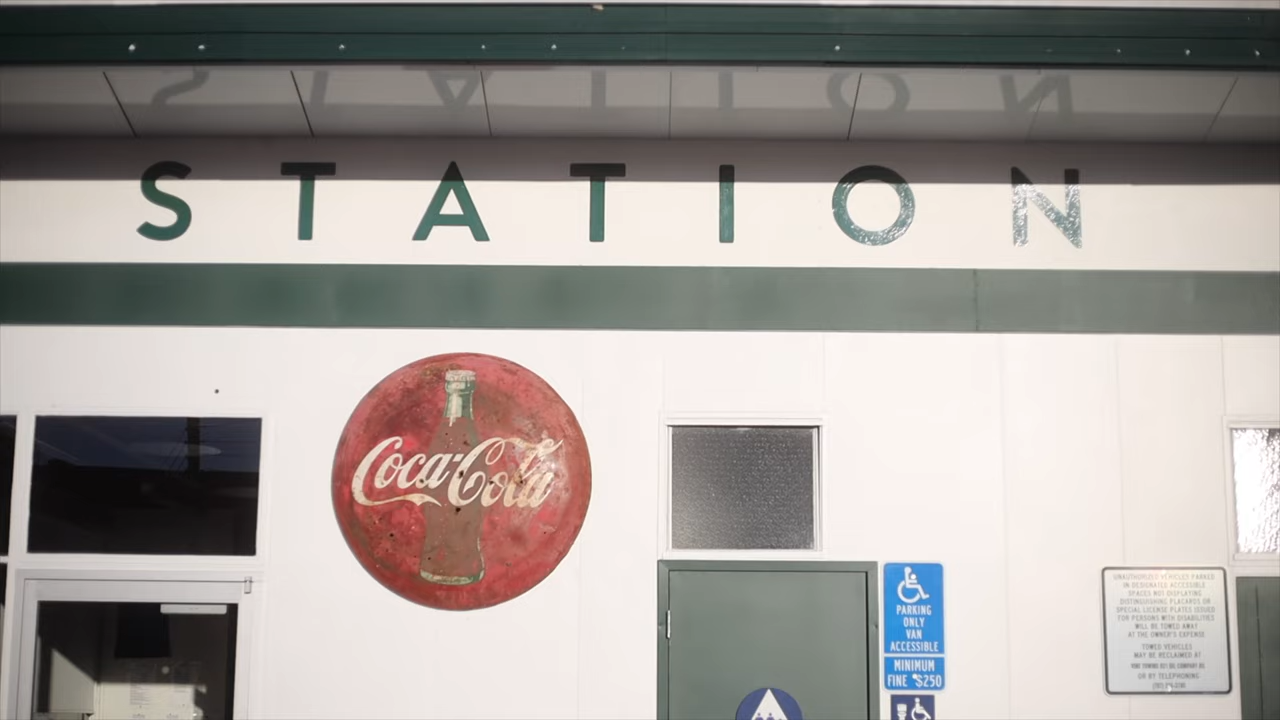 STATION
Coca-Cola
PARKING
ONLY
VAN
ACCESSIBLE
MINIMUM
FINE $250
UNAUTHORIZED VEHICLES PARKED
IN DESIGNATED ACCESSIBLE
SPACES NOT DISPLAYING
DISTINGUISHING PLACARDS OR
SPECIAL LICENSE PLATES ISSUED
FOR PERSONS WITH DISABILITIES
WILL BE TOWED AWAY
AT THE OWNER'S EXPENSE
TOWED VEHICLES
MAY BE RECLAIMED AT
OR BY TELEPHONING